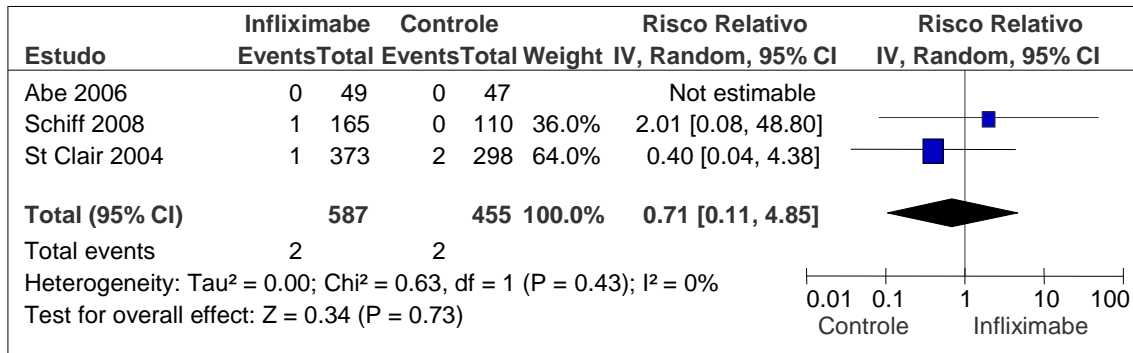 Infliximabe Controle Risco Relativo Risco Relativo
Estudo Events Total Events Total Weight IV, Random, 95% CI IV, Random, 95% CI
Abe 2006 0 49 0 47 Not estimable
Schiff 2008 1 165 0 110 36.0% 2.01 [0.08, 48.80]
St Clair 2004 1 373 2 298 64.0% 0.40 [0.04, 4.38]
Total (95% CI) 587 455 100.0% 0.71 [0.11, 4.85]
Total events 2 2
Heterogeneity: Tau² = 0.00; Chi² = 0.63, df = 1 (P = 0.43); I² = 0%
Test for overall effect: Z = 0.34 (P = 0.73)
0.01 0.1 1 10 100
Controle Infliximabe